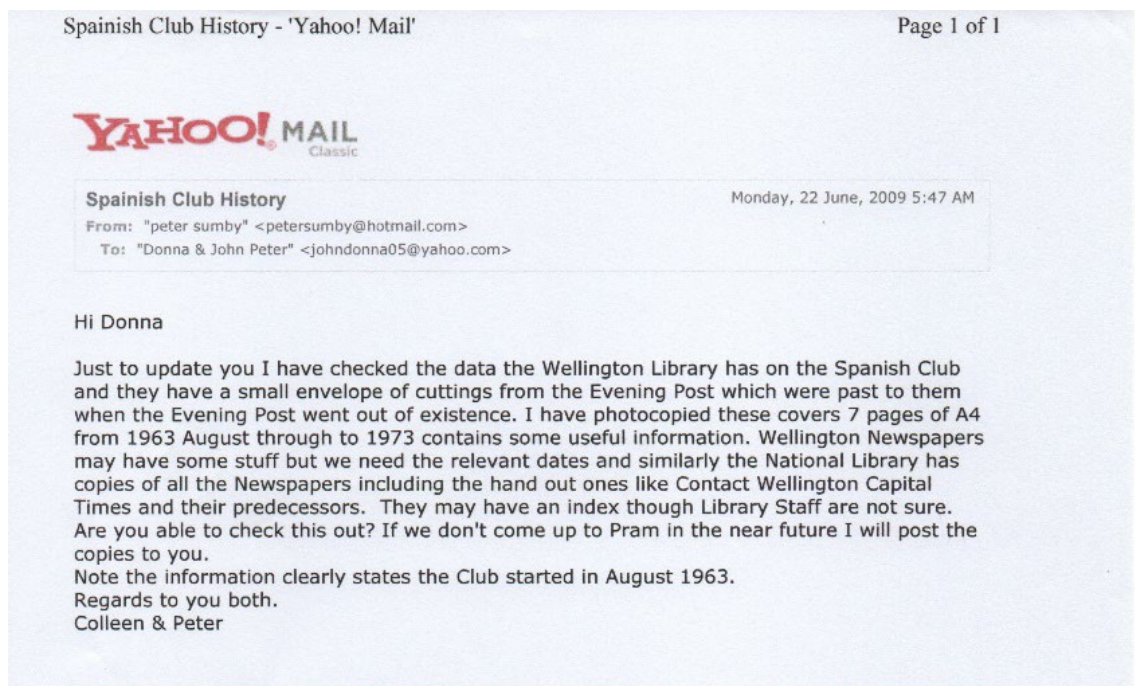 Spainish Club History - 'Yahoo! Mail' Page 1 of 1
YAHOO!® MAIL
Classic
Spainish Club History Monday, 22 June, 2009 5:47 AM
From: "peter sumby" <petersumby@hotmail.com>
To: "Donna & John Peter" <johndonna05@yahoo.com>
Hi Donna
Just to update you I have checked the data the Wellington Library has on the Spanish Club
and they have a small envelope of cuttings from the Evening Post which were past to them
when the Evening Post went out of existence. I have photocopied these covers 7 pages of A4
from 1963 August through to 1973 contains some useful information. Wellington Newspapers
may have some stuff but we need the relevant dates and similarly the National Library has
copies of all the Newspapers including the hand out ones like Contact Wellington Capital
Times and their predecessors.  They may have an index though Library Staff are not sure.
Are you able to check this out? If we don't come up to Pram in the near future I will post the
copies to you.
Note the information clearly states the Club started in August 1963.
Regards to you both.
Colleen & Peter